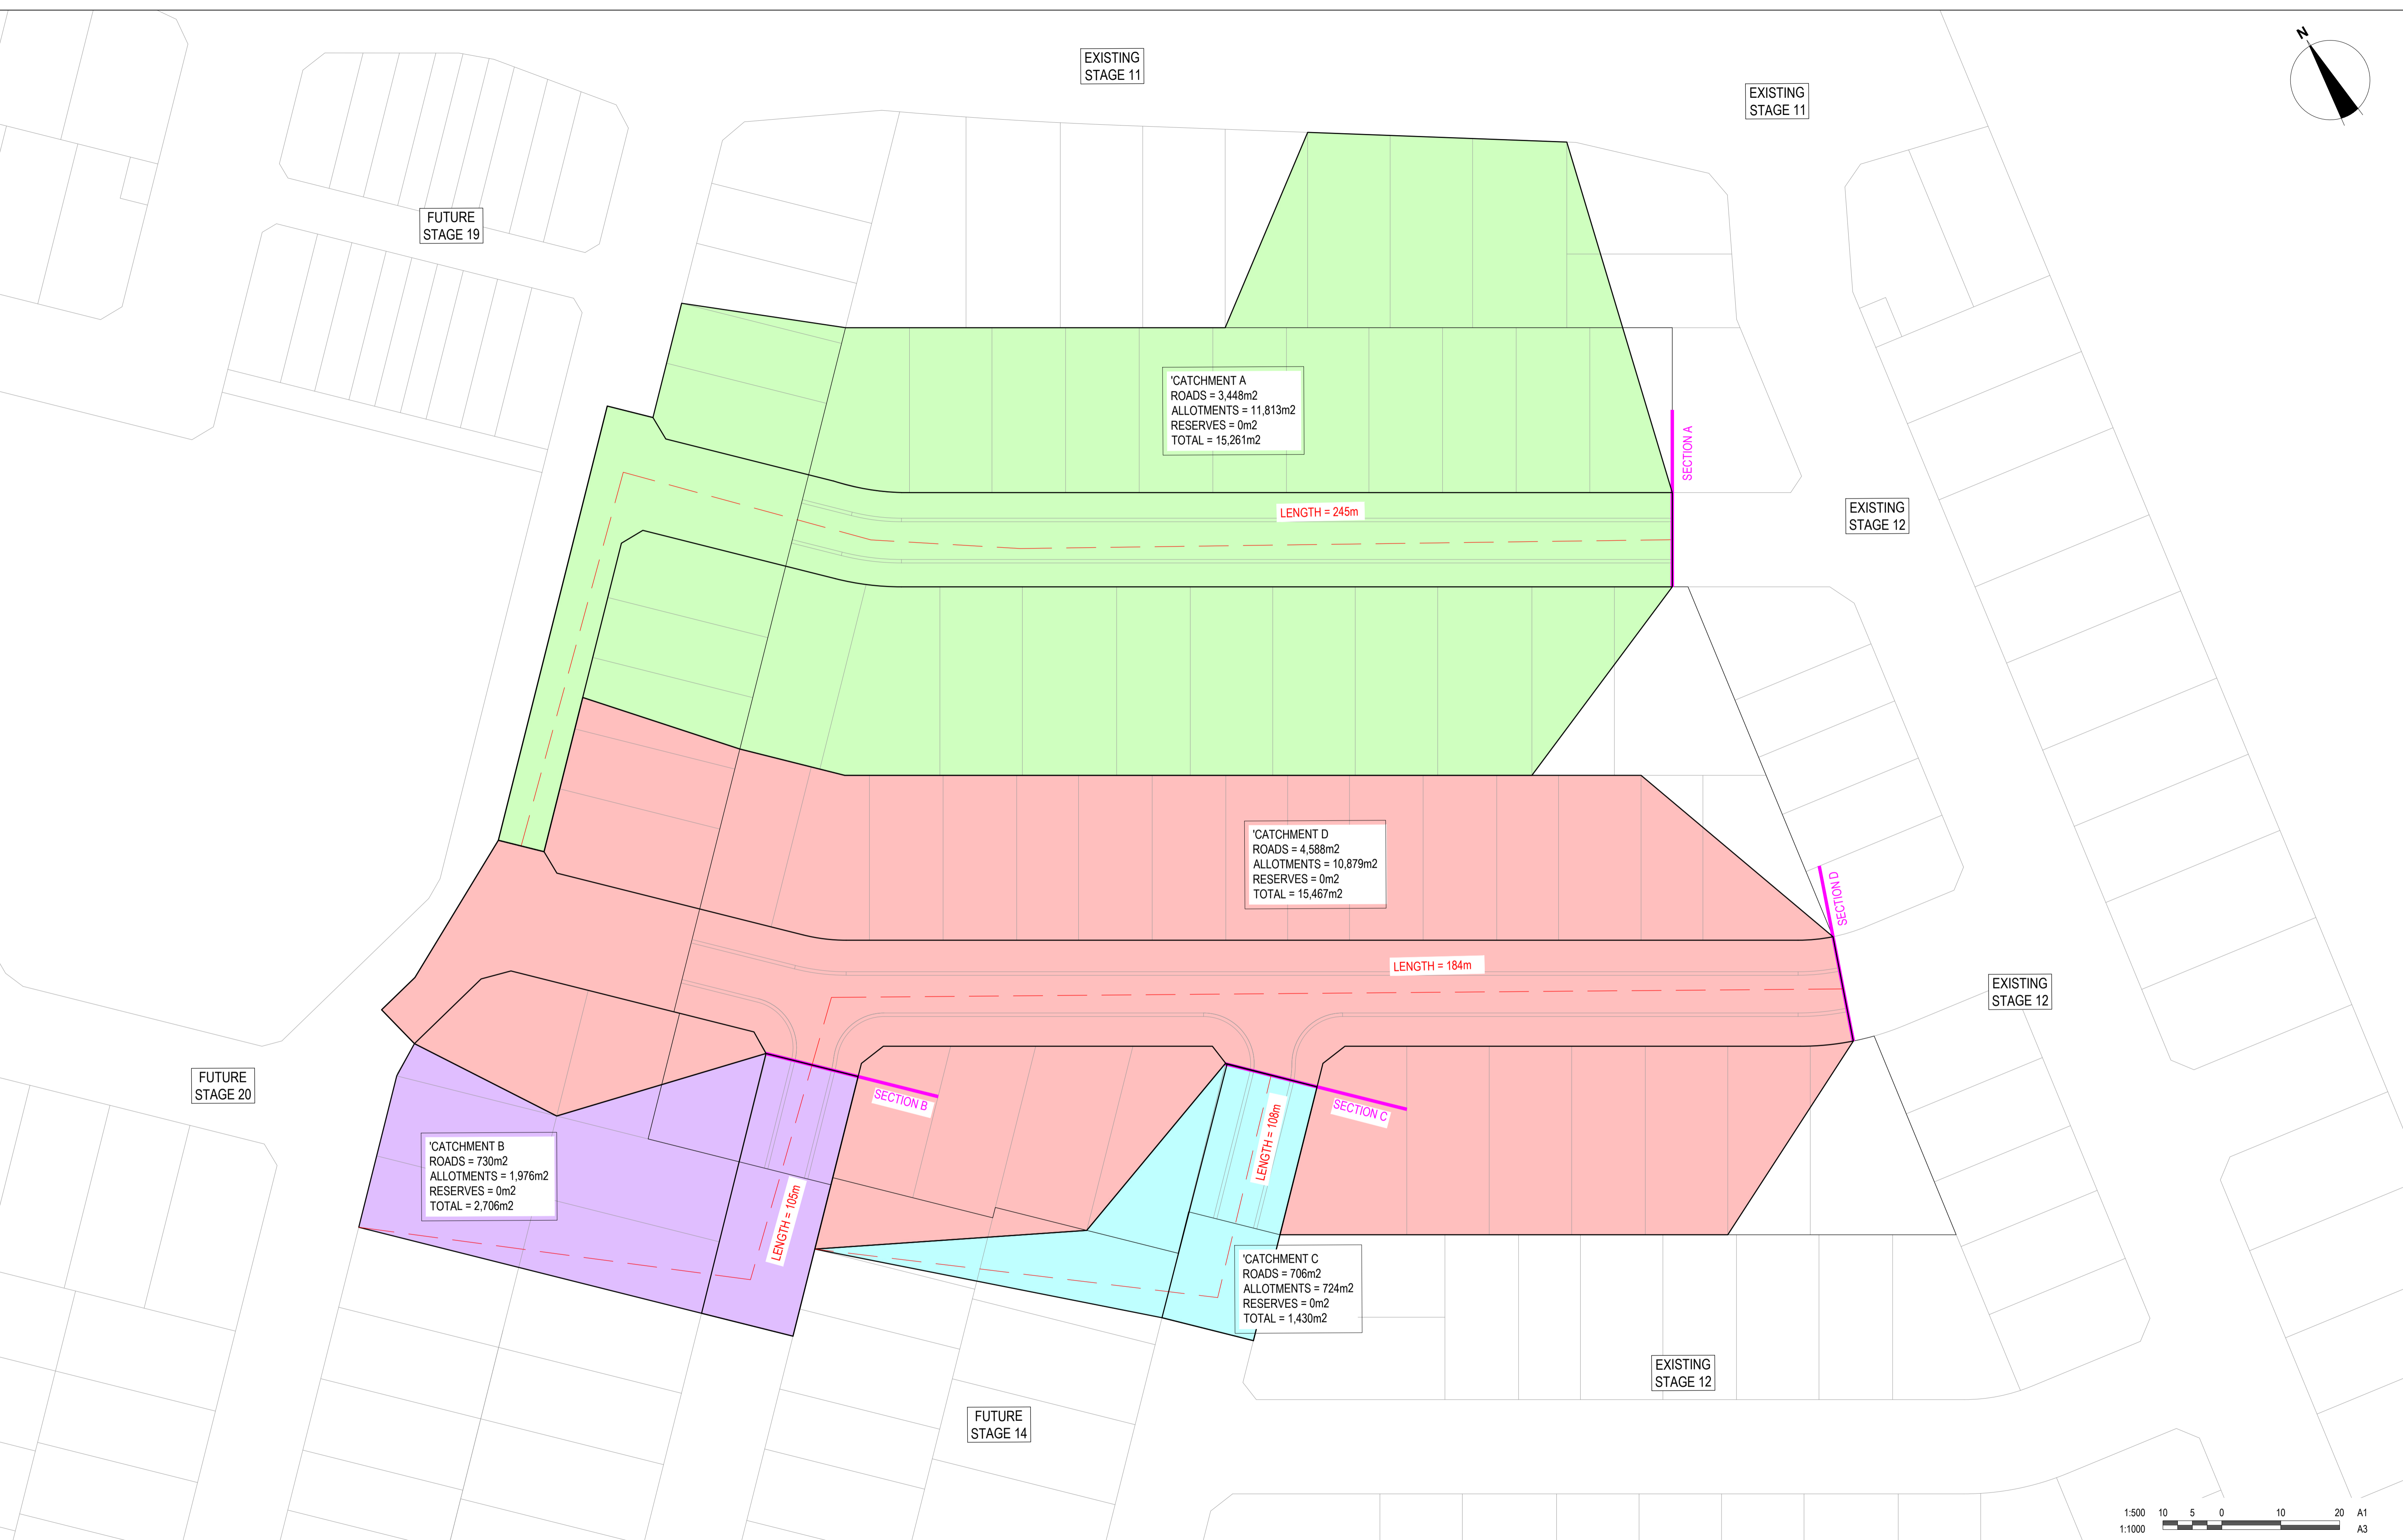 EXISTING
STAGE 11
N
EXISTING
STAGE 11
FUTURE
STAGE 19
'CATCHMENT A
ROADS = 3,448m2
ALLOTMENTS = 11,813m2
RESERVES = 0m2
TOTAL = 15,261m2
SECTION A
LENGTH = 245m
EXISTING
STAGE 12
'CATCHMENT D
ROADS = 4,588m2
ALLOTMENTS = 10,879m2
RESERVES = 0m2
TOTAL = 15,467m2
SECTION D
LENGTH = 184m
EXISTING
STAGE 12
FUTURE
STAGE 20
SECTION B
SECTION C
LENGTH = 108m
'CATCHMENT B
ROADS = 730m2
ALLOTMENTS = 1,976m2
RESERVES = 0m2
TOTAL = 2,706m2
LENGTH = 105m
'CATCHMENT C
ROADS = 706m2
ALLOTMENTS = 724m2
RESERVES = 0m2
TOTAL = 1,430m2
EXISTING
STAGE 12
FUTURE
STAGE 14
1:500 10 5 0 10 20 A1
1:1000 A3